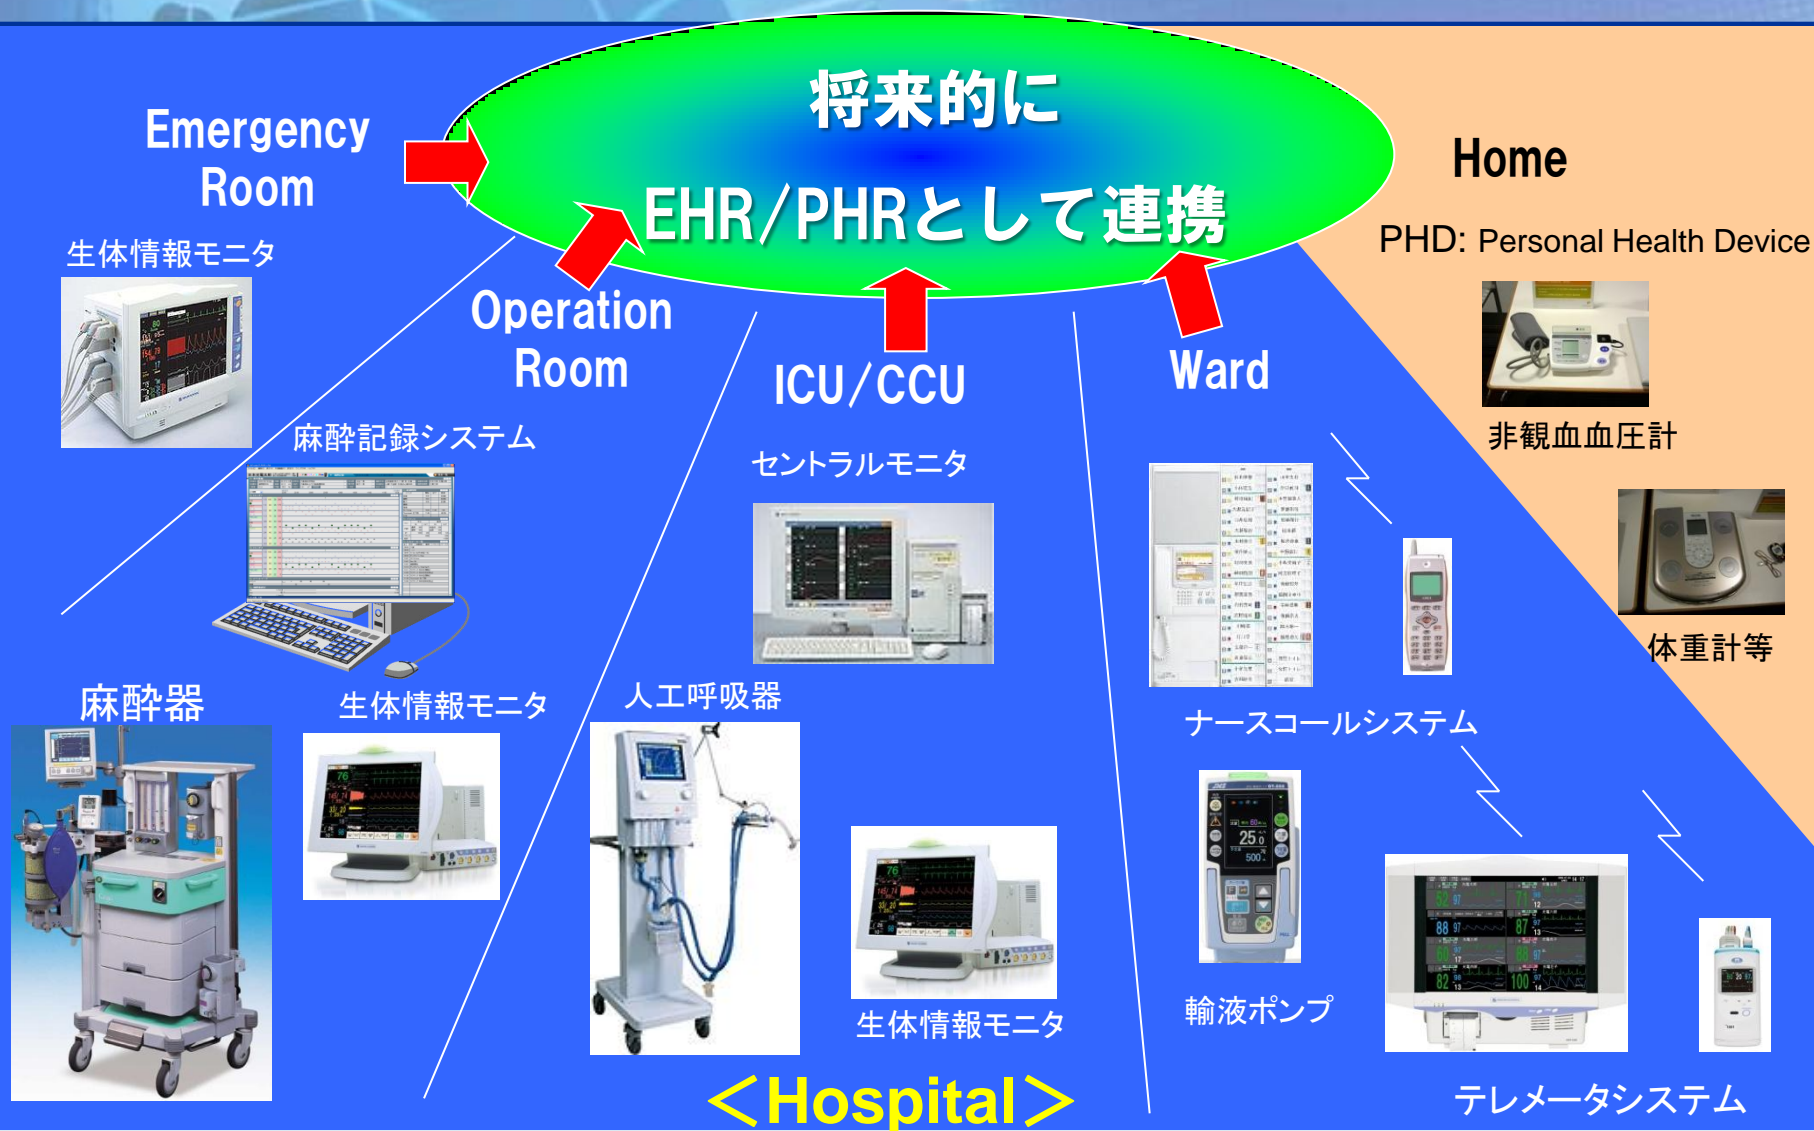 将来的に
EHR/PHRとして連携
Emergency
Room
生体情報モニタ
Operation
Room
麻酔記録システム
麻酔器
生体情報モニタ
ICU/CCU
セントラルモニタ
人工呼吸器
生体情報モニタ
Ward
ナースコールシステム
輸液ポンプ
25.0
500
テレメータシステム
Home
PHD: Personal Health Device
非観血血圧計
体重計等
＜Hospital＞